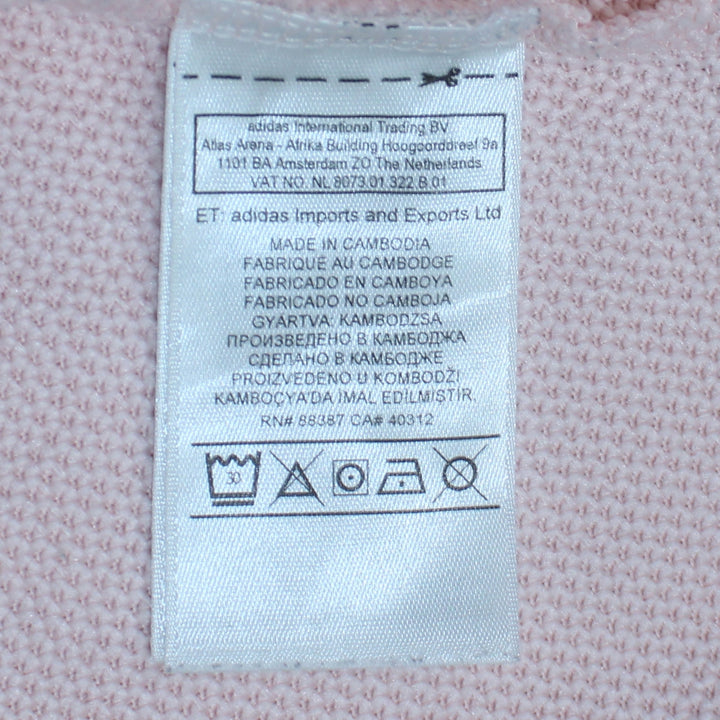 adidas International Trading BV.
Atlas Arena - Afrika Building Hoogoorddreef 9a
1101 BA Amsterdam ZO The Netherlands
VAT NO. NL 8073.01.322.B.01
ET: adidas Imports and Exports Ltd
MADE IN CAMBODIA
FABRIQUÉ AU CAMBODGE
FABRICADO EN CAMBOYA
FABRICADO NO CAMBOJA
GYÁRTVA: KAMBODZSA
ПРОИЗВЕДЕНО В КАМБОДЖА
СДЕЛАНО В КАМБОДЖЕ
PROIZVEDENO U KOMBODŽI
KAMBOÇYA'DA İMAL EDİLMİŞTİR.
RN# 88387 CA# 40312
30